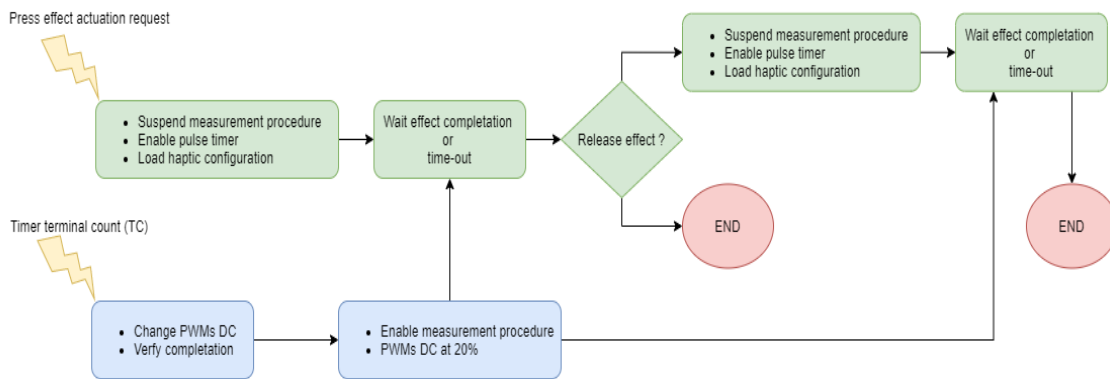 Press effect actuation request
Suspend measurement procedure
Enable pulse timer
Load haptic configuration
Wait effect completation
or
time-out
Release effect ?
Suspend measurement procedure
Enable pulse timer
Load haptic configuration
Wait effect completation
or
time-out
END
END
Timer terminal count (TC)
Change PWMs DC
Verfy completation
Enable measurement procedure
PWMs DC at 20%